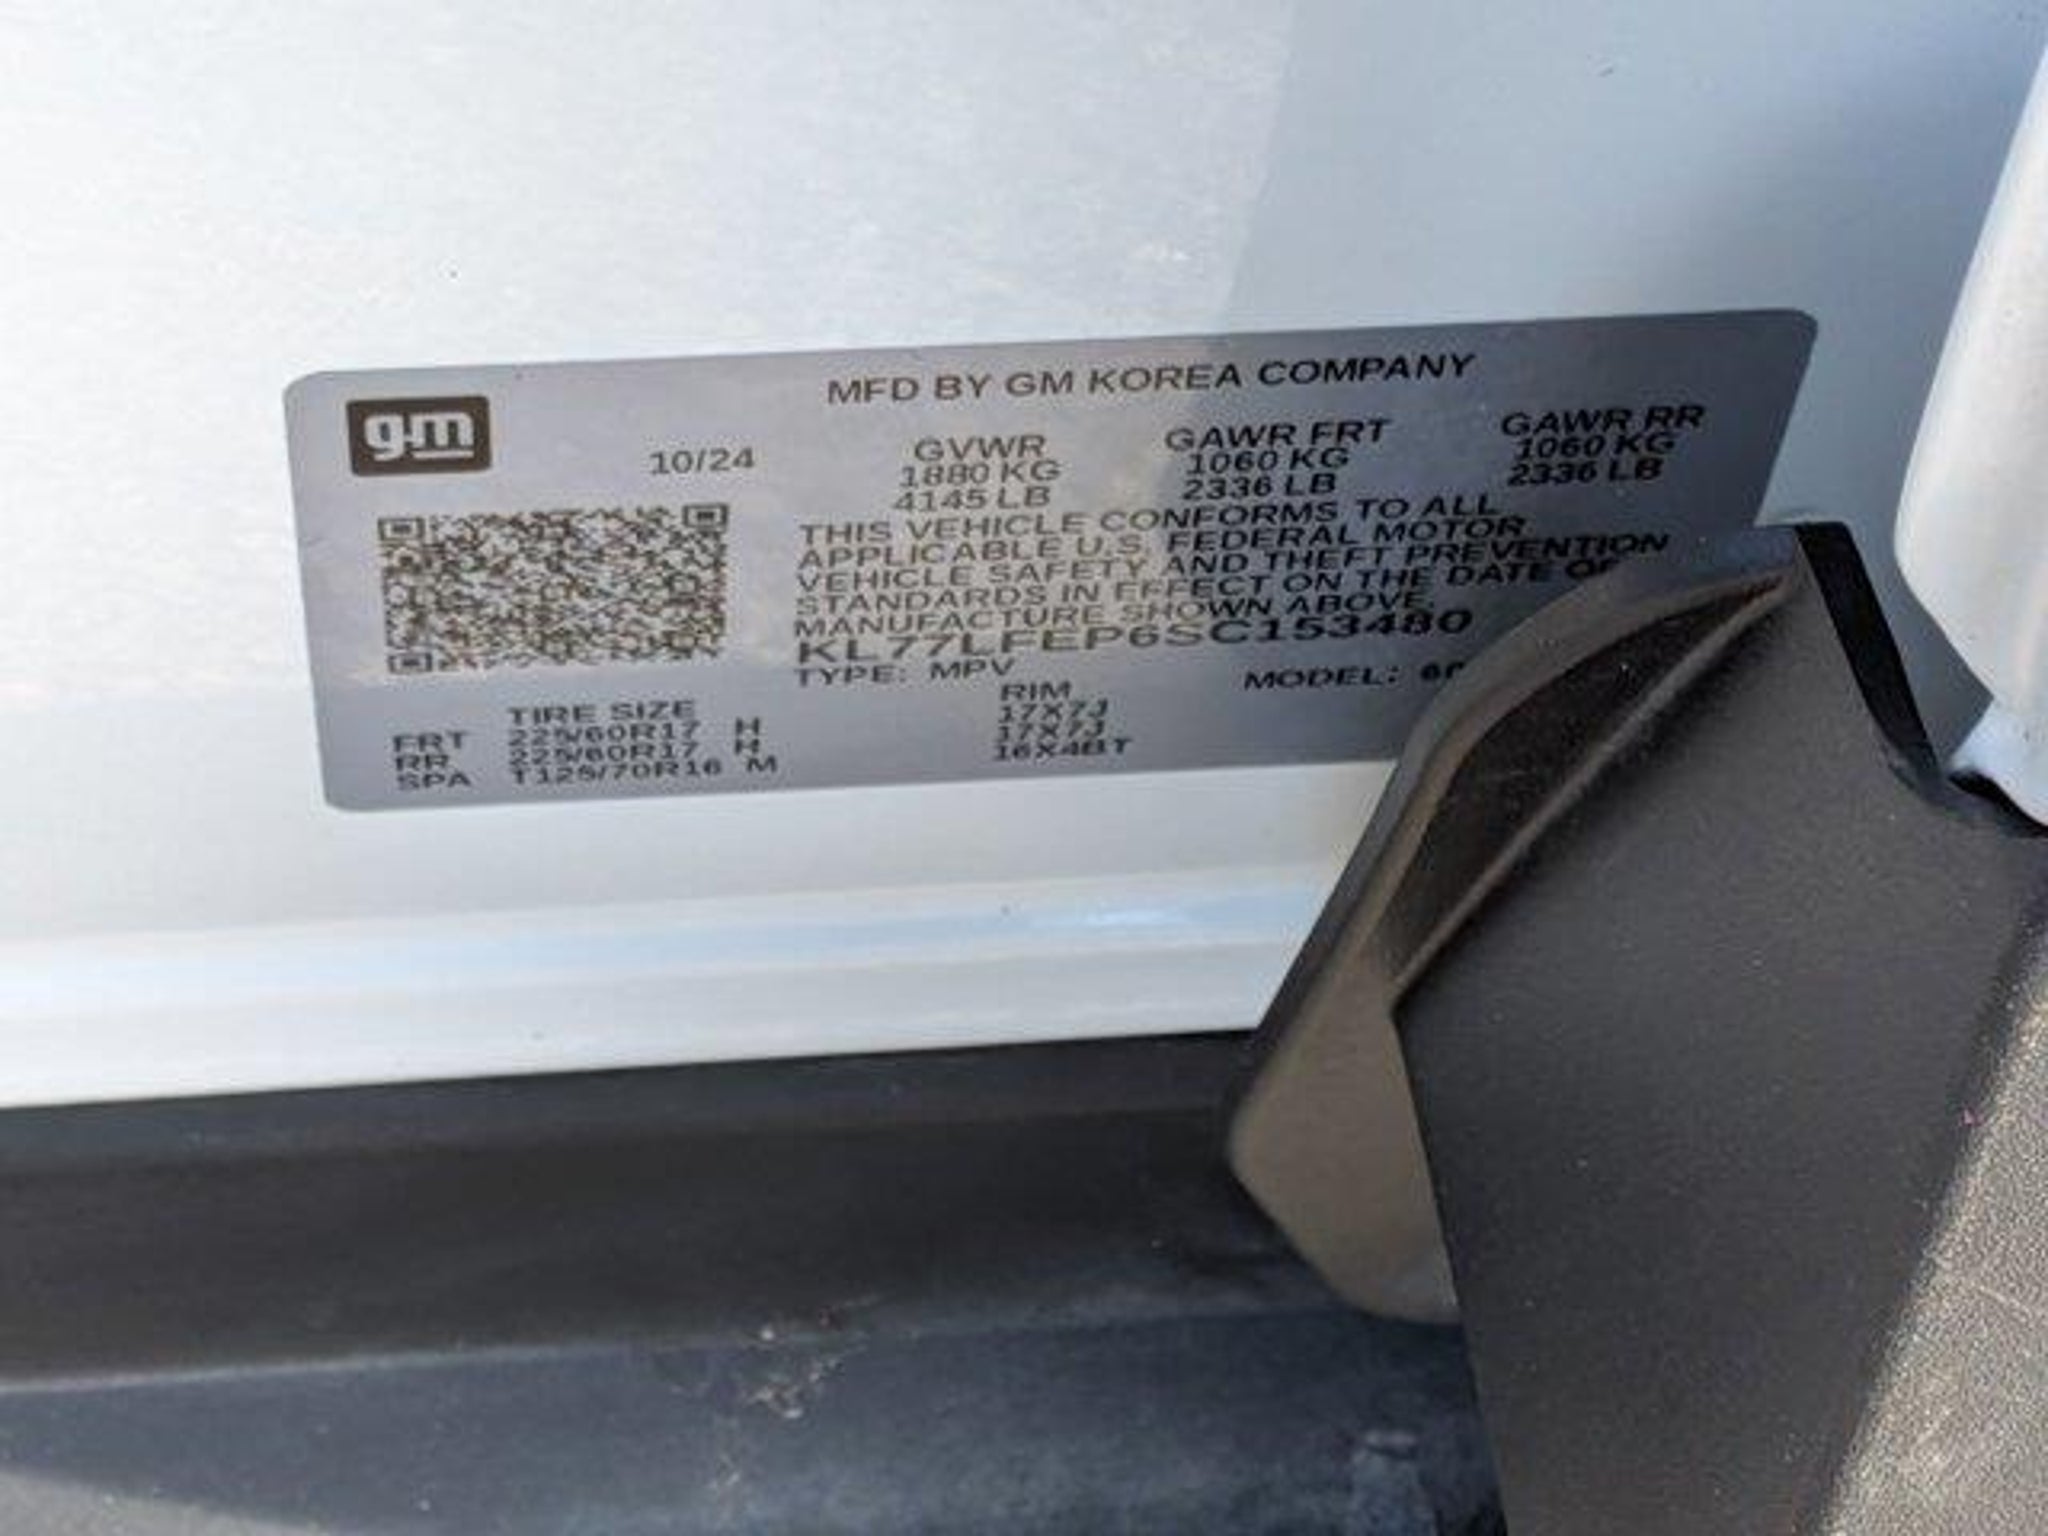 gm
MFD BY GM KOREA COMPANY
10/24 GVWR GAWR FRT GAWR RR
1880 KG 1060 KG 1060 KG
4145 LB 2336 LB 2336 LB
THIS VEHICLE CONFORMS TO ALL
APPLICABLE U.S. FEDERAL MOTOR
VEHICLE SAFETY AND THEFT PREVENTION
STANDARDS IN EFFECT ON THE DATE OF
MANUFACTURE SHOWN ABOVE.
KL77LFEP6SC153480
TYPE: MPV MODEL:
TIRE SIZE RIM
FRT 225/60R17 H 17X7J
RR 225/60R17 H 17X7J
SPA T125/70R16 M 16X4BT